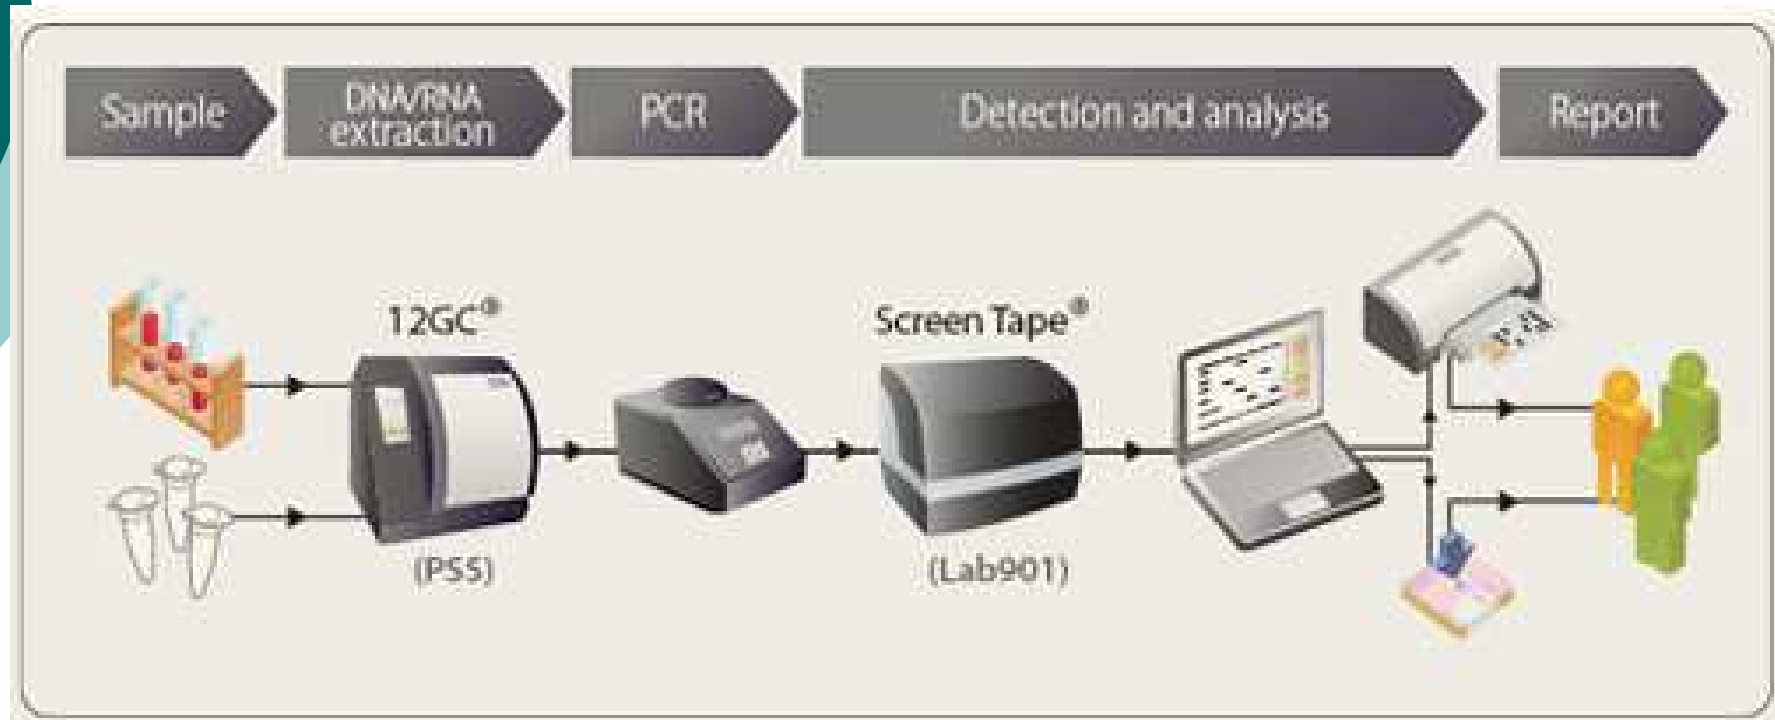 Sample
DNA/RNA
extraction
PCR
Detection and analysis
Report
12GC®
Screen Tape®
(PSS)
(Lab901)